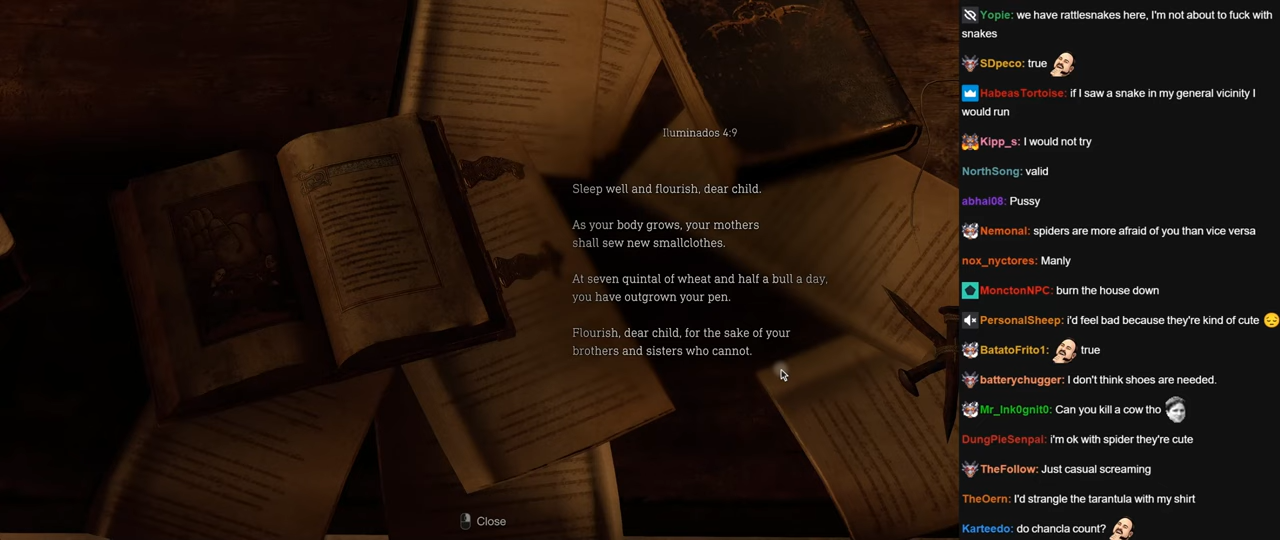 Iluminados 4:9
Sleep well and flourish, dear child.
As your body grows, your mothers
shall sew new smallclothes.
At seven quintal of wheat and half a bull a day,
you have outgrown your pen.
Flourish, dear child, for the sake of your
brothers and sisters who cannot.
Close
Yopie: we have rattlesnakes here, I'm not about to fuck with
snakes
SDpeco: true
HabeasTortoise: if I saw a snake in my general vicinity I
would run
Kipp_s: I would not try
NorthSong: valid
abhai08: Pussy
Nemonal: spiders are more afraid of you than vice versa
nox_nyctores: Manly
MonctonNPC: burn the house down
PersonalSheep: i'd feel bad because they're kind of cute 😔
BatatoFrito1: true
batterychugger: I don't think shoes are needed.
Mr_Ink0gnit0: Can you kill a cow tho
DungPieSenpai: i'm ok with spider they're cute
TheFollow: Just casual screaming
TheOern: I'd strangle the tarantula with my shirt
Karteedo: do chancla count?